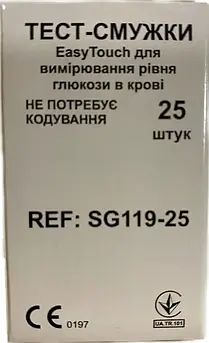 ТЕСТ-СМУЖКИ
EasyTouch для
вимірювання рівня
глюкози в крові
НЕ ПОТРЕБУЄ
КОДУВАННЯ
25
штук
REF: SG119-25
CE 0197
UA.TR.101